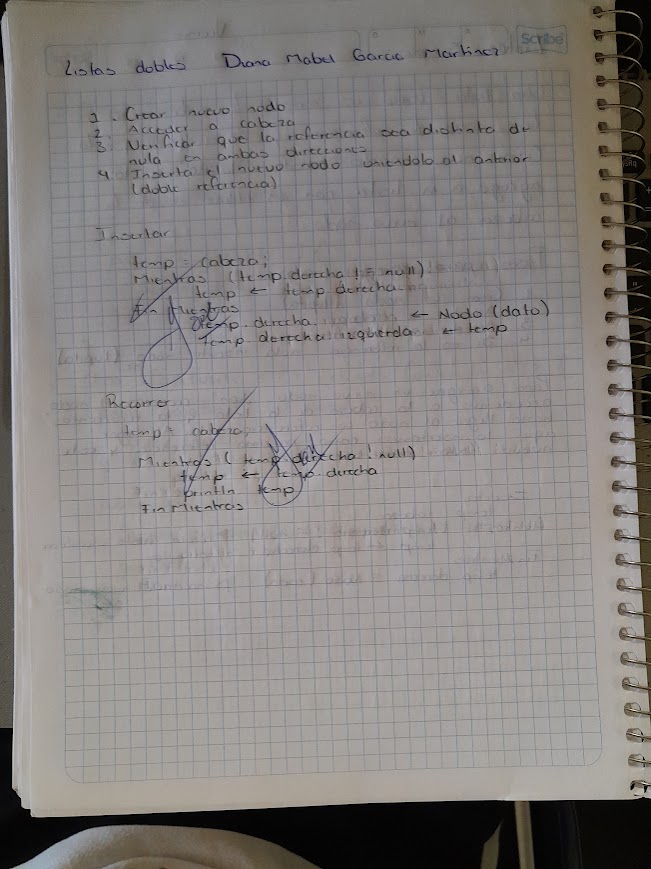 Scribe
Listas dobles Diana Mabel Garcia Martinez
1. Crear nuevo nodo
2. Acceder a cabeza
3. Verificar que la referencia sea distinta de
nula en ambas direcciones
4. Inserta el nuevo nodo uniendolo al anterior
(doble referencia)
Insertar
temp = cabeza;
Mientras (temp.derecha != null)
temp ← temp.derecha
Fin Mientras
temp.derecha ← Nodo (dato)
Temp.derecha.izquierda ← temp
Recorrer
temp = cabeza;
Mientras (temp.derecha ! null)
temp ← temp.derecha
println temp
Fin Mientras